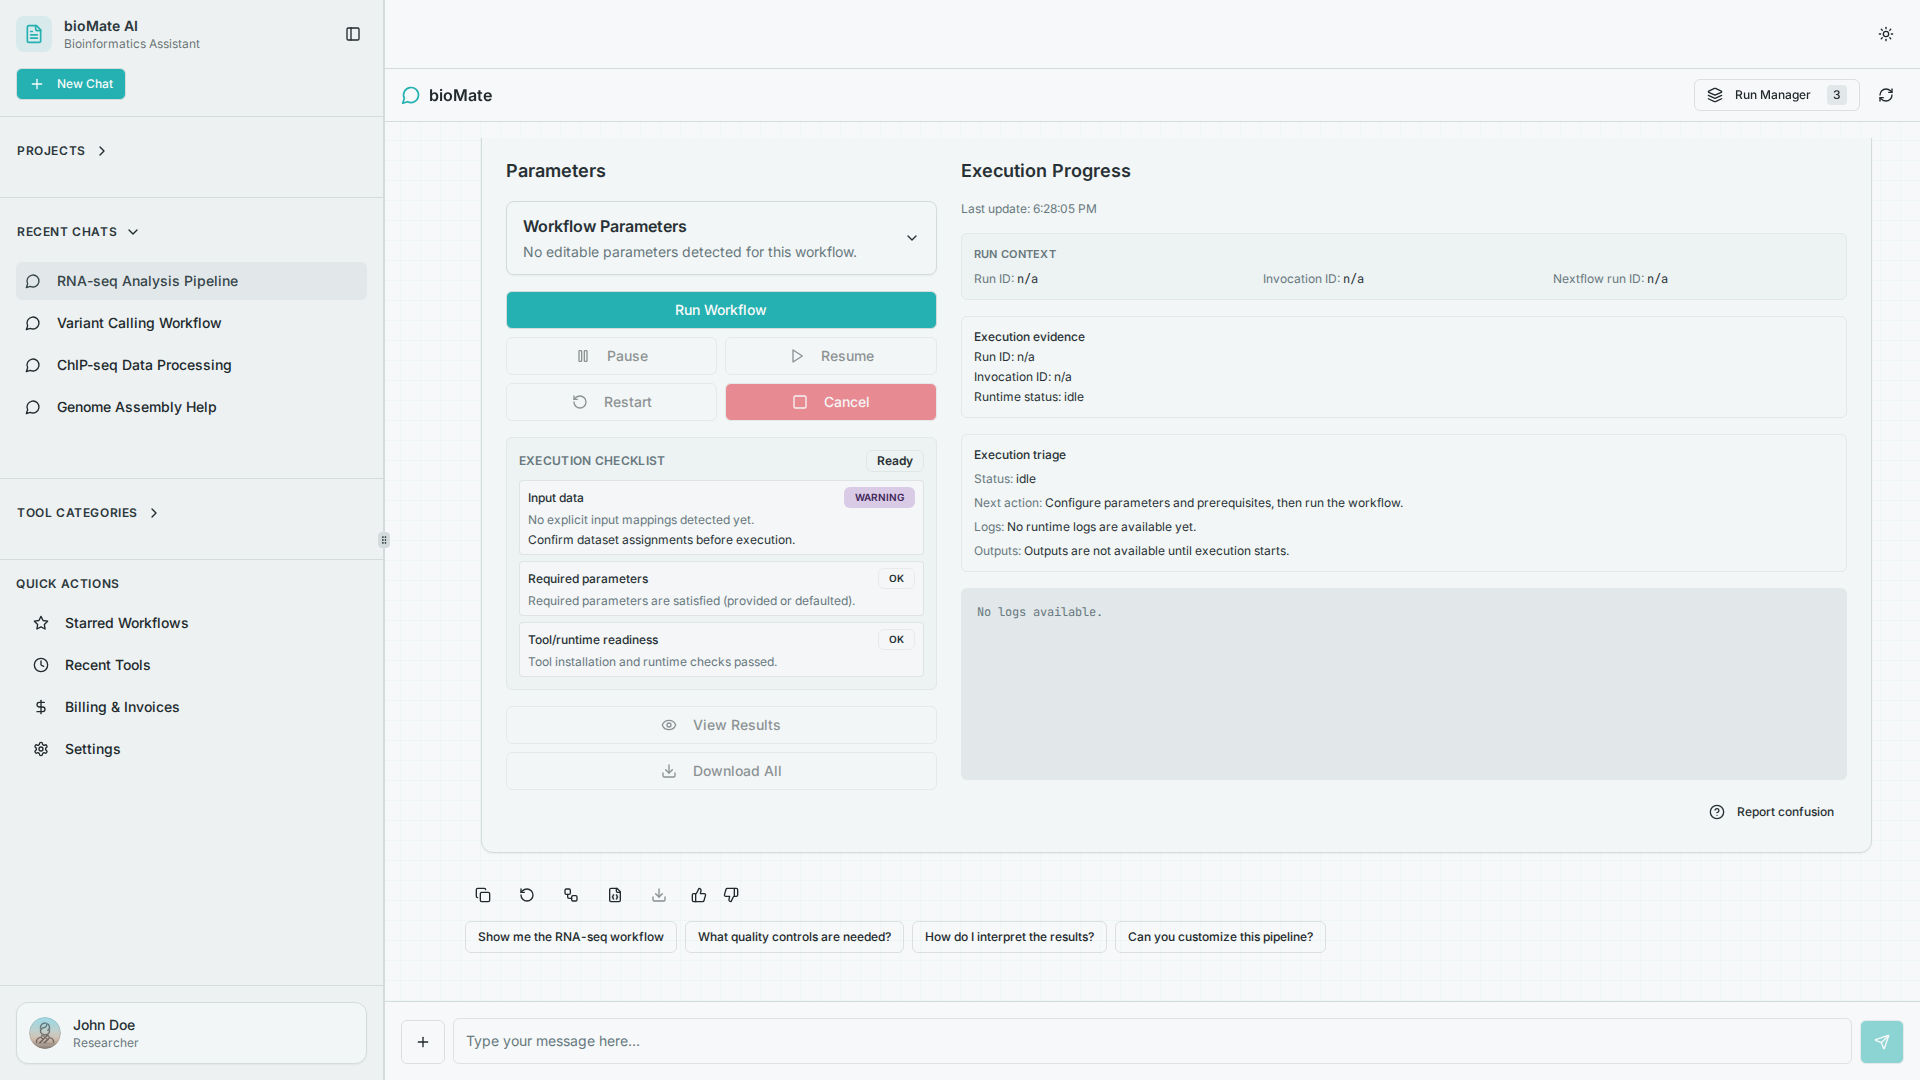 bioMate AI
Bioinformatics Assistant
New Chat
PROJECTS
RECENT CHATS
RNA-seq Analysis Pipeline
Variant Calling Workflow
ChIP-seq Data Processing
Genome Assembly Help
TOOL CATEGORIES
QUICK ACTIONS
Starred Workflows
Recent Tools
Billing & Invoices
Settings
John Doe
Researcher
bioMate
Run Manager 3
Parameters
Workflow Parameters
No editable parameters detected for this workflow.
Run Workflow
Pause
Resume
Restart
Cancel
EXECUTION CHECKLIST Ready
Input data WARNING
No explicit input mappings detected yet.
Confirm dataset assignments before execution.
Required parameters OK
Required parameters are satisfied (provided or defaulted).
Tool/runtime readiness OK
Tool installation and runtime checks passed.
View Results
Download All
Execution Progress
Last update: 6:28:05 PM
RUN CONTEXT
Run ID: n/a Invocation ID: n/a Nextflow run ID: n/a
Execution evidence
Run ID: n/a
Invocation ID: n/a
Runtime status: idle
Execution triage
Status: idle
Next action: Configure parameters and prerequisites, then run the workflow.
Logs: No runtime logs are available yet.
Outputs: Outputs are not available until execution starts.
No logs available.
Report confusion
Show me the RNA-seq workflow
What quality controls are needed?
How do I interpret the results?
Can you customize this pipeline?
Type your message here...